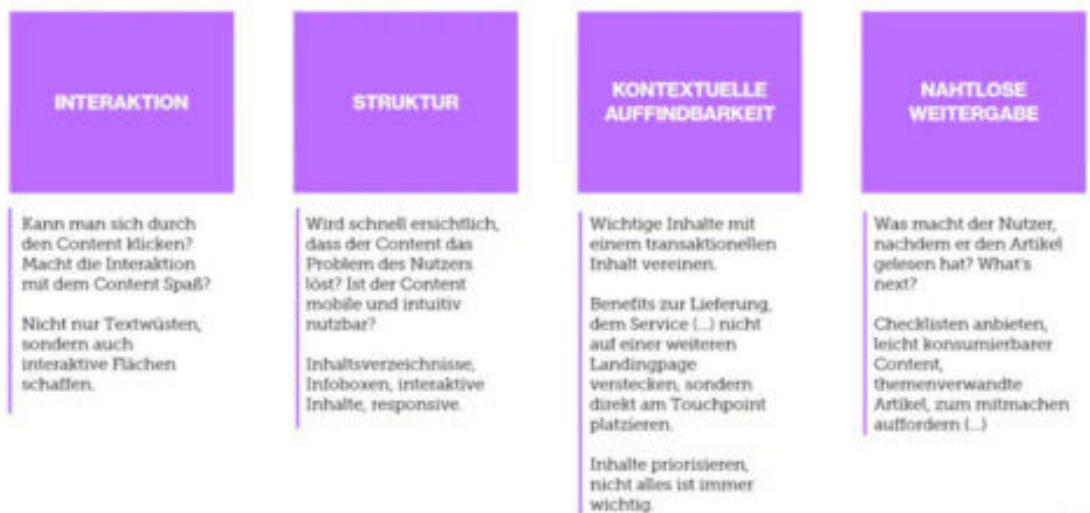 INTERAKTION
Kann man sich durch
den Content klicken?
Macht die Interaktion
mit dem Content Spaß?
Nicht nur Textwüsten,
sondern auch
interaktive Flächen
schaffen.
STRUKTUR
Wird schnell ersichtlich,
dass der Content das
Problem des Nutzers
löst? Ist der Content
mobile und intuitiv
nutzbar?
Inhaltsverzeichnisse,
Infoboxen, interaktive
Inhalte, responsive.
KONTEXTUELLE
AUFFINDBARKEIT
Wichtige Inhalte mit
einem transaktionellen
Inhalt vereinen.
Benefits zur Lieferung,
dem Service (...) nicht
auf einer weiteren
Landingpage
verstecken, sondern
direkt am Touchpoint
platzieren.
Inhalte priorisieren,
nicht alles ist immer
wichtig.
NAHTLOSE
WEITERGABE
Was macht der Nutzer,
nachdem er den Artikel
gelesen hat? What's
next?
Checklisten anbieten,
leicht konsumierbarer
Content,
themenverwandte
Artikel, zum mitmachen
auffordern (...)